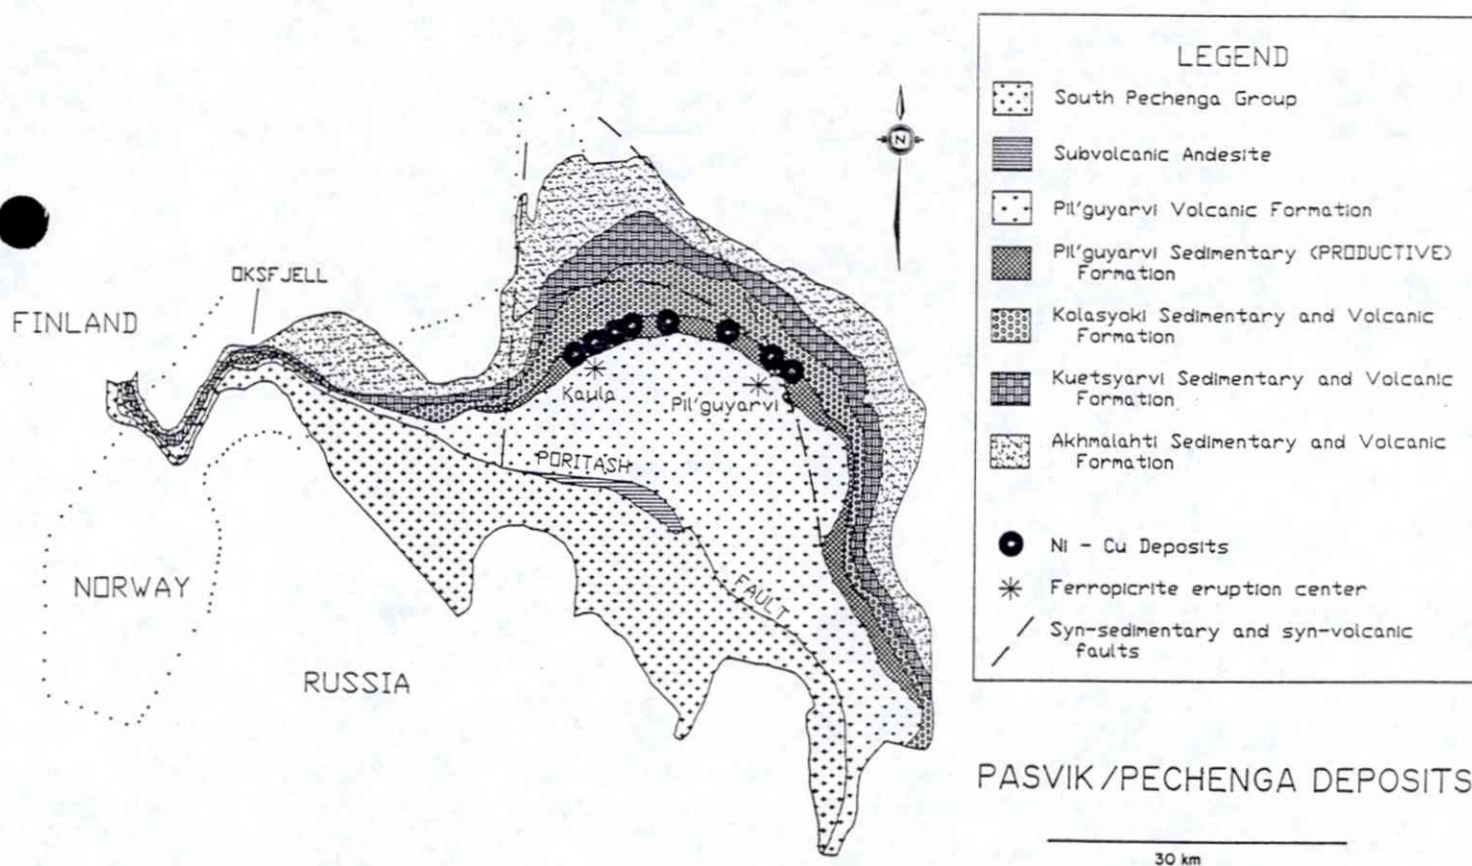 OKSFJELL
FINLAND
NORWAY
RUSSIA
Kaula
Pil'guyarvi
PORITASH
FAULT
N
LEGEND
South Pechenga Group
Subvolcanic Andesite
Pil'guyarvi Volcanic Formation
Pil'guyarvi Sedimentary (PRODUCTIVE)
Formation
Kolasyoki Sedimentary and Volcanic
Formation
Kuetsyarvi Sedimentary and Volcanic
Formation
Akhmalahti Sedimentary and Volcanic
Formation
Ni - Cu Deposits
Ferropicrite eruption center
Syn-sedimentary and syn-volcanic
faults
PASVIK/PECHENGA DEPOSITS
30 km